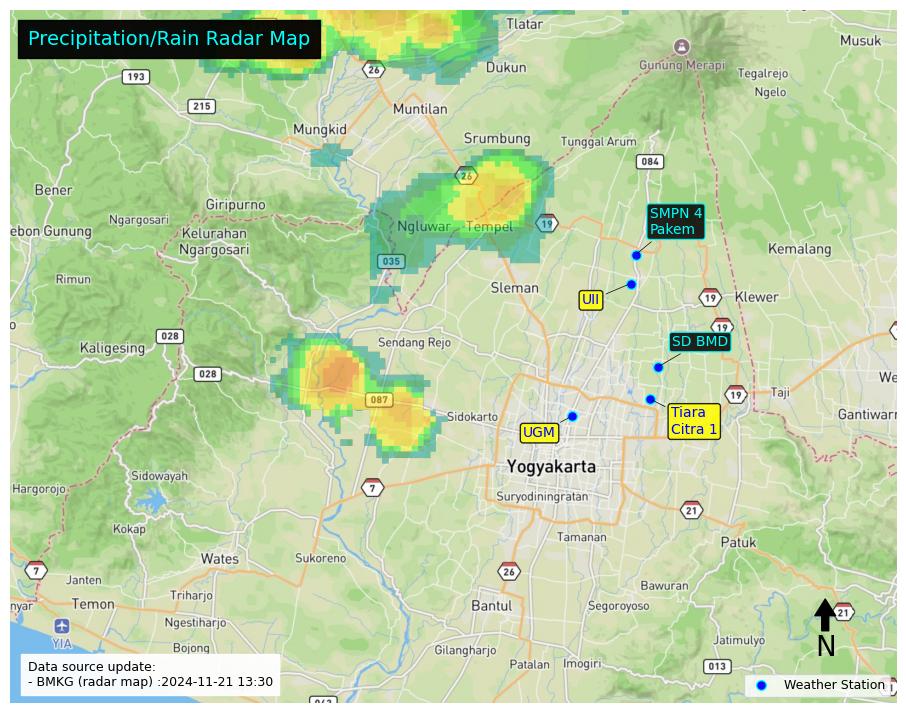 Precipitation/Rain Radar Map
Tlatar
Musuk
26
Dukun
Gunung Merapi
Tegalrejo
193
Ngelo
215
Muntilan
Mungkid
Srumbung
Tunggal Arum
084
26
Bener
Giripurno
SMPN 4
Pakem
Ngargosari
ebon Gunung
Kelurahan
Ngargosari
Ngluwar
Tempel
19
Kemalang
035
Rimun
Sleman
UII
19
Klewer
028
19
Kaligesing
Sendang Rejo
SD BMD
028
We
087
19
Taji
Sidokarto
Tiara
Citra 1
Gantiwarn
UGM
Yogyakarta
Sidowayah
Hargorejo
7
Suryodiningratan
21
Kokap
Tamanan
Patuk
Wates
Sukoreno
7
26
Janten
Bawuran
Triharjo
nyar
Temon
Bantul
Segoroyoso
21
Ngestiharjo
YIA
N
Jatimulyo
Bojong
Gilangharjo
Patalan
Imogiri
013
Data source update:
- BMKG (radar map) :2024-11-21 13:30
Weather Station